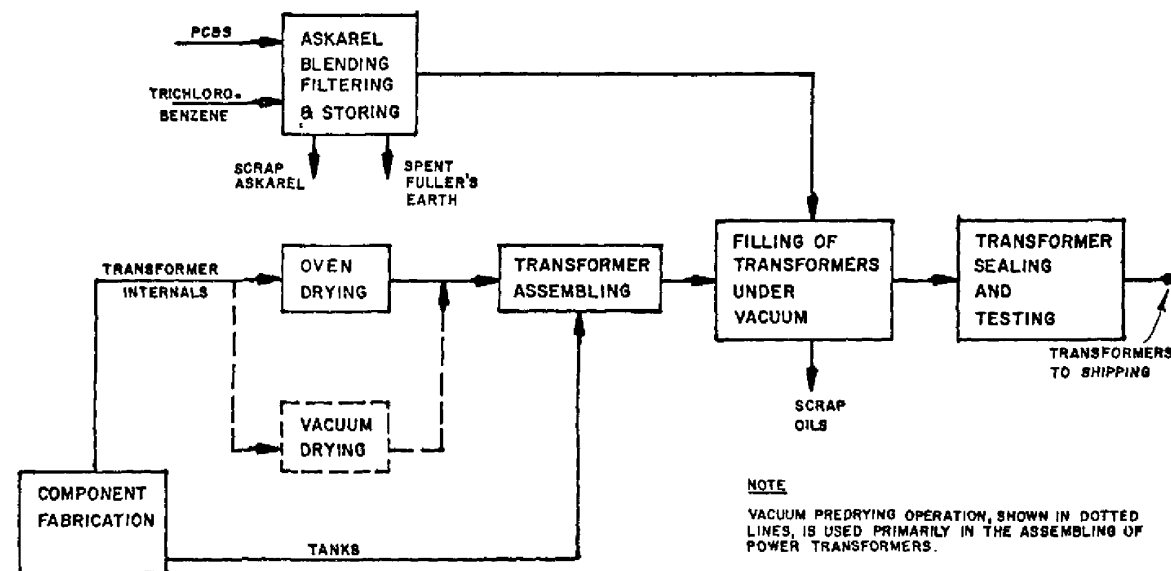 PCBS
TRICHLORO-
BENZENE
ASKAREL
BLENDING
FILTERING
& STORING
SCRAP
ASKAREL
SPENT
FULLER'S
EARTH
TRANSFORMER
INTERNALS
OVEN
DRYING
TRANSFORMER
ASSEMBLING
FILLING OF
TRANSFORMERS
UNDER
VACUUM
TRANSFORMER
SEALING
AND
TESTING
TRANSFORMERS
TO SHIPPING
VACUUM
DRYING
SCRAP
OILS
COMPONENT
FABRICATION
TANKS
NOTE
VACUUM PREDRYING OPERATION, SHOWN IN DOTTED
LINES, IS USED PRIMARILY IN THE ASSEMBLING OF
POWER TRANSFORMERS.